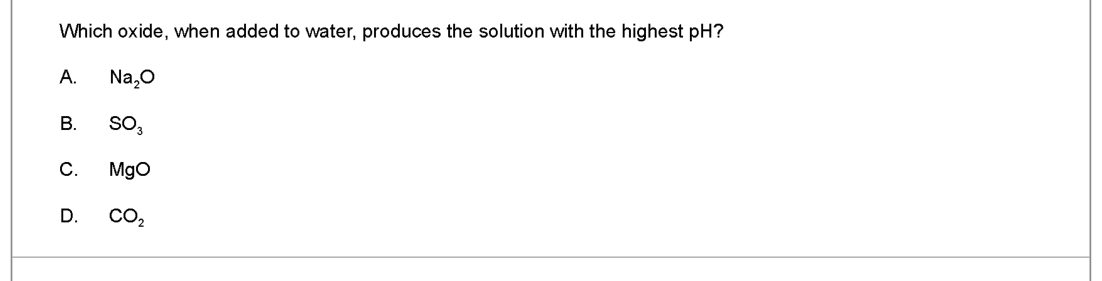 Which oxide, when added to water, produces the solution with the highest pH?
A. Na₂O
B. SO₃
C. MgO
D. CO₂